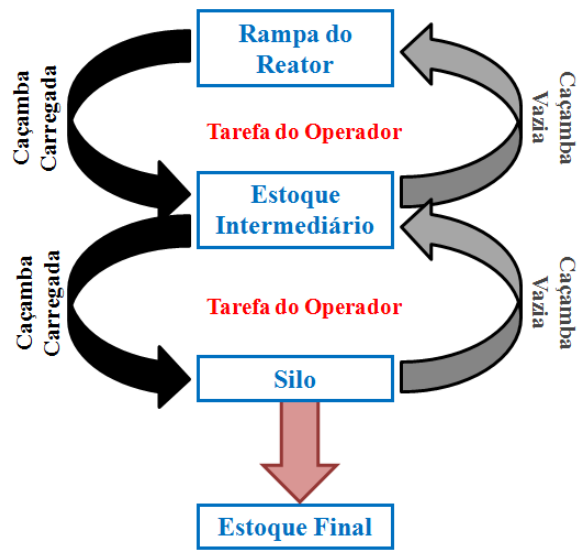 Rampa do
Reator
Caçamba
Carregada
Caçamba
Vazia
Tarefa do Operador
Estoque
Intermediário
Caçamba
Carregada
Caçamba
Vazia
Tarefa do Operador
Silo
Estoque Final